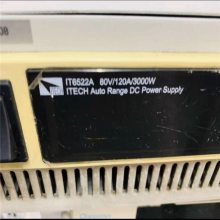 IT6522A 80V/120A/3000W
ITECH Auto Range DC Power Supply